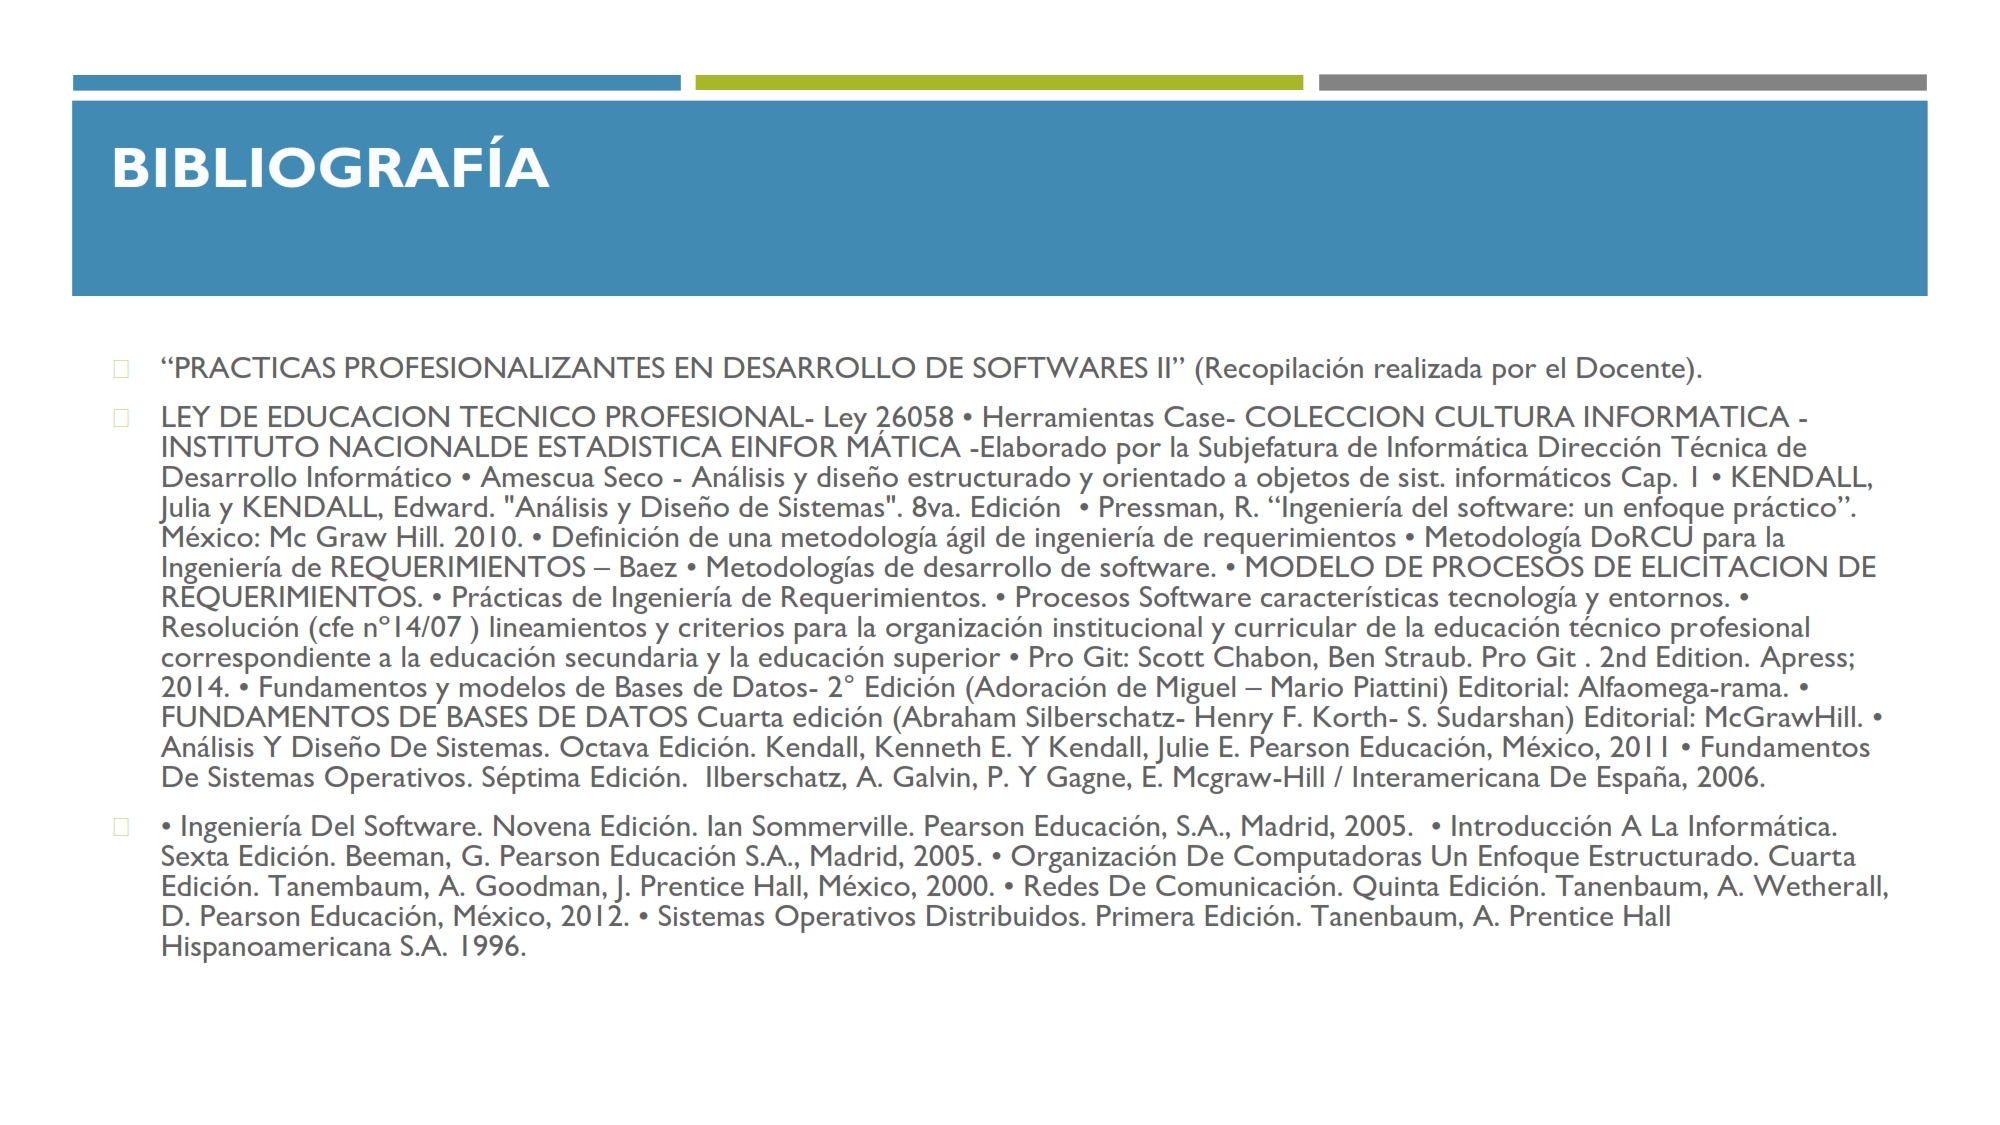 BIBLIOGRAFÍA
“PRACTICAS PROFESIONALIZANTES EN DESARROLLO DE SOFTWARES II” (Recopilación realizada por el Docente).
LEY DE EDUCACION TECNICO PROFESIONAL- Ley 26058 • Herramientas Case- COLECCION CULTURA INFORMATICA -
INSTITUTO NACIONALDE ESTADISTICA EINFOR MÁTICA -Elaborado por la Subjefatura de Informática Dirección Técnica de
Desarrollo Informático • Amescua Seco - Análisis y diseño estructurado y orientado a objetos de sist. informáticos Cap. 1 • KENDALL,
Julia y KENDALL, Edward. "Análisis y Diseño de Sistemas". 8va. Edición • Pressman, R. “Ingeniería del software: un enfoque práctico”.
México: Mc Graw Hill. 2010. • Definición de una metodología ágil de ingeniería de requerimientos • Metodología DoRCU para la
Ingeniería de REQUERIMIENTOS – Baez • Metodologías de desarrollo de software. • MODELO DE PROCESOS DE ELICITACION DE
REQUERIMIENTOS. • Prácticas de Ingeniería de Requerimientos. • Procesos Software características tecnología y entornos. •
Resolución (cfe nº14/07 ) lineamientos y criterios para la organización institucional y curricular de la educación técnico profesional
correspondiente a la educación secundaria y la educación superior • Pro Git: Scott Chabon, Ben Straub. Pro Git . 2nd Edition. Apress;
2014. • Fundamentos y modelos de Bases de Datos- 2° Edición (Adoración de Miguel – Mario Piattini) Editorial: Alfaomega-rama. •
FUNDAMENTOS DE BASES DE DATOS Cuarta edición (Abraham Silberschatz- Henry F. Korth- S. Sudarshan) Editorial: McGrawHill. •
Análisis Y Diseño De Sistemas. Octava Edición. Kendall, Kenneth E. Y Kendall, Julie E. Pearson Educación, México, 2011 • Fundamentos
De Sistemas Operativos. Séptima Edición. Ilberschatz, A. Galvin, P. Y Gagne, E. Mcgraw-Hill / Interamericana De España, 2006.
• Ingeniería Del Software. Novena Edición. Ian Sommerville. Pearson Educación, S.A., Madrid, 2005. • Introducción A La Informática.
Sexta Edición. Beeman, G. Pearson Educación S.A., Madrid, 2005. • Organización De Computadoras Un Enfoque Estructurado. Cuarta
Edición. Tanembaum, A. Goodman, J. Prentice Hall, México, 2000. • Redes De Comunicación. Quinta Edición. Tanenbaum, A. Wetherall,
D. Pearson Educación, México, 2012. • Sistemas Operativos Distribuidos. Primera Edición. Tanenbaum, A. Prentice Hall
Hispanoamericana S.A. 1996.